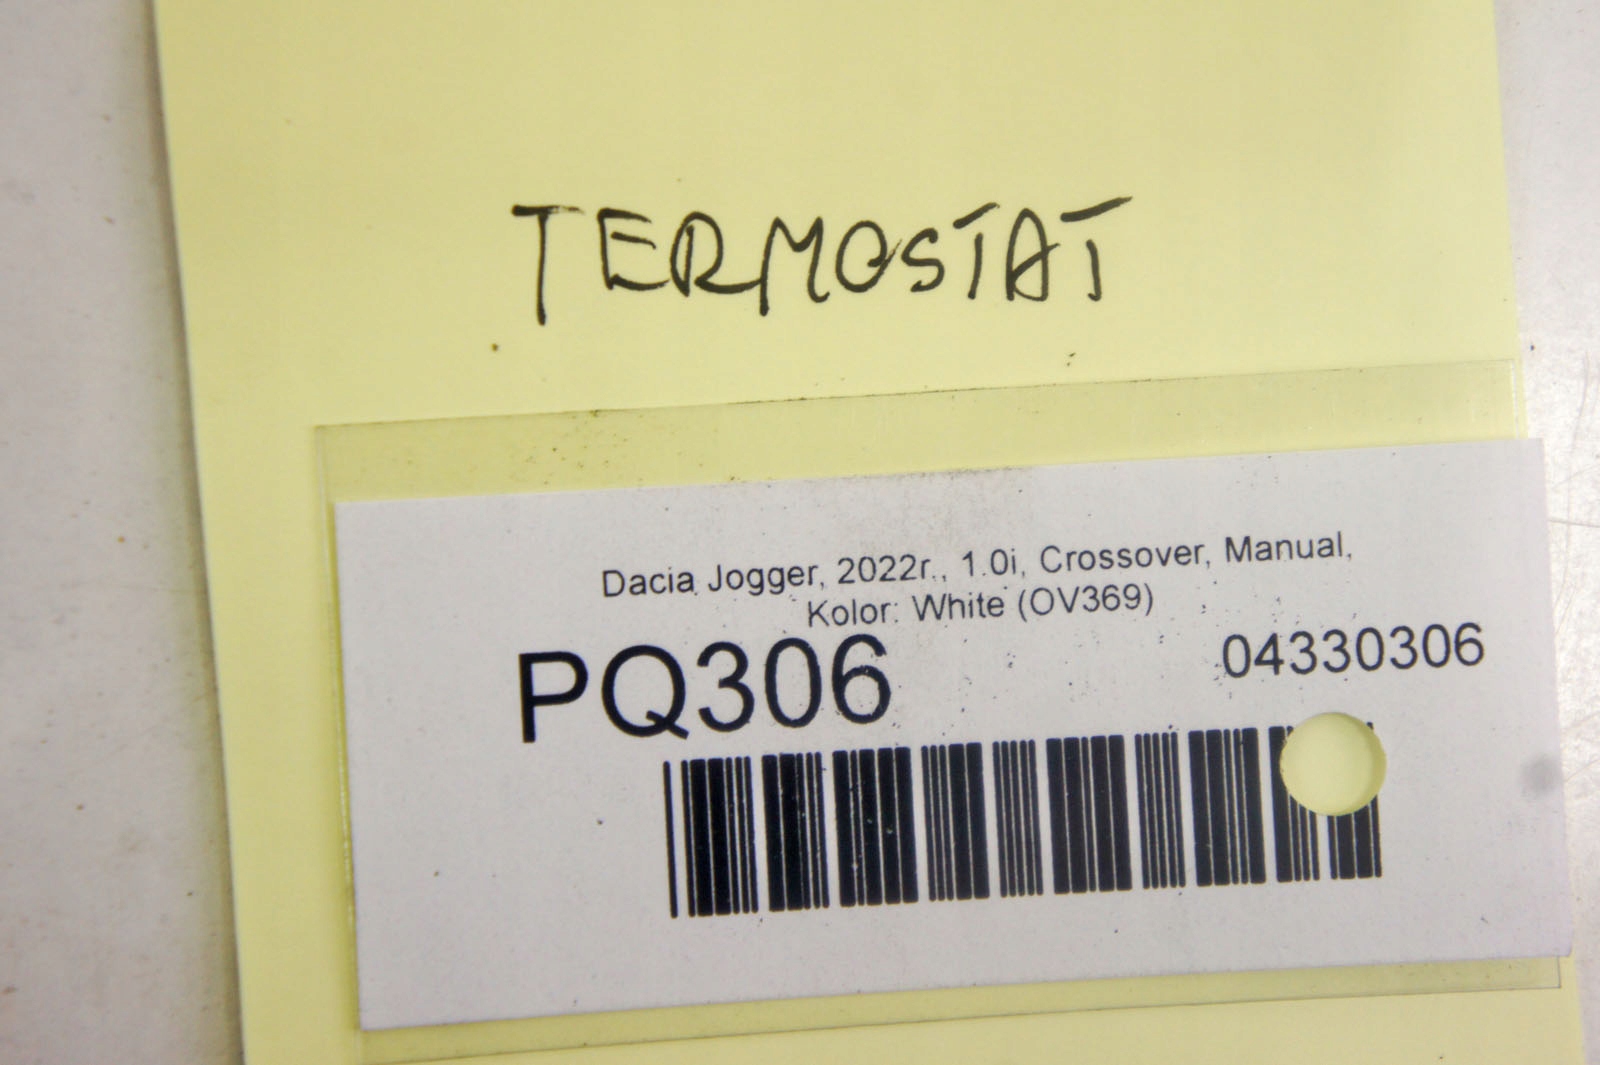 TERMOSTAT
Dacia Jogger, 2022r., 1.0i, Crossover, Manual,
Kolor: White (OV369)
PQ306
04330306